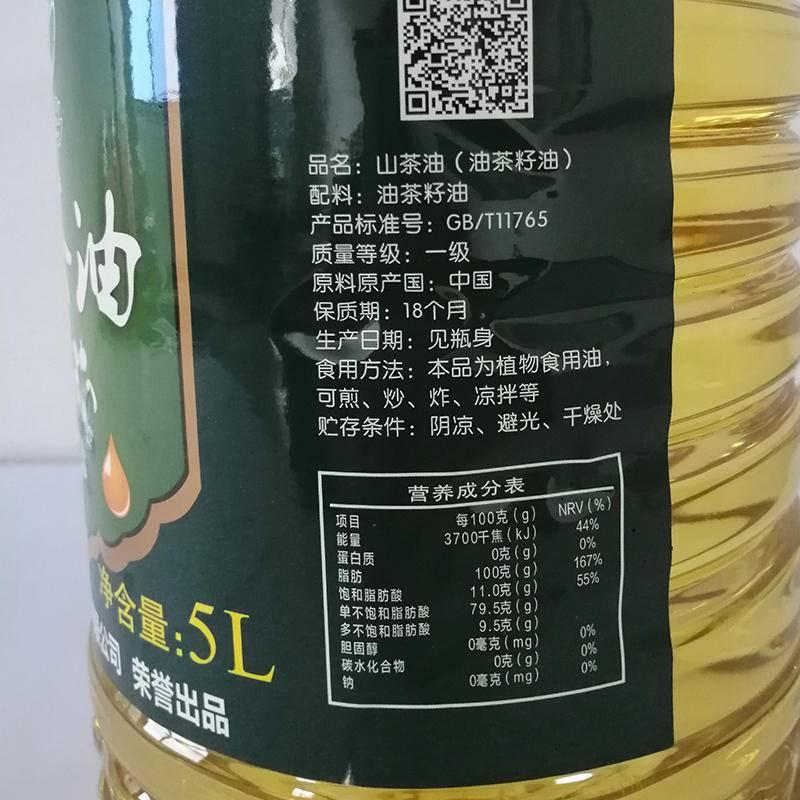 品名：山茶油（油茶籽油）
配料：油茶籽油
产品标准号：GB/T11765
质量等级：一级
原料原产国：中国
保质期：18个月
生产日期：见瓶身
食用方法：本品为植物食用油，
可煎、炒、炸、凉拌等
贮存条件：阴凉、避光、干燥处
营养成分表
项目 每100克(g) NRV(%)
能量 3700千焦(kJ) 44%
蛋白质 0克(g) 0%
脂肪 100克(g) 167%
饱和脂肪酸 11.0克(g) 55%
单不饱和脂肪酸 79.5克(g)
多不饱和脂肪酸 9.5克(g)
胆固醇 0毫克(mg) 0%
碳水化合物 0克(g) 0%
钠 0毫克(mg) 0%
油
净含量:5L
公司 荣誉出品